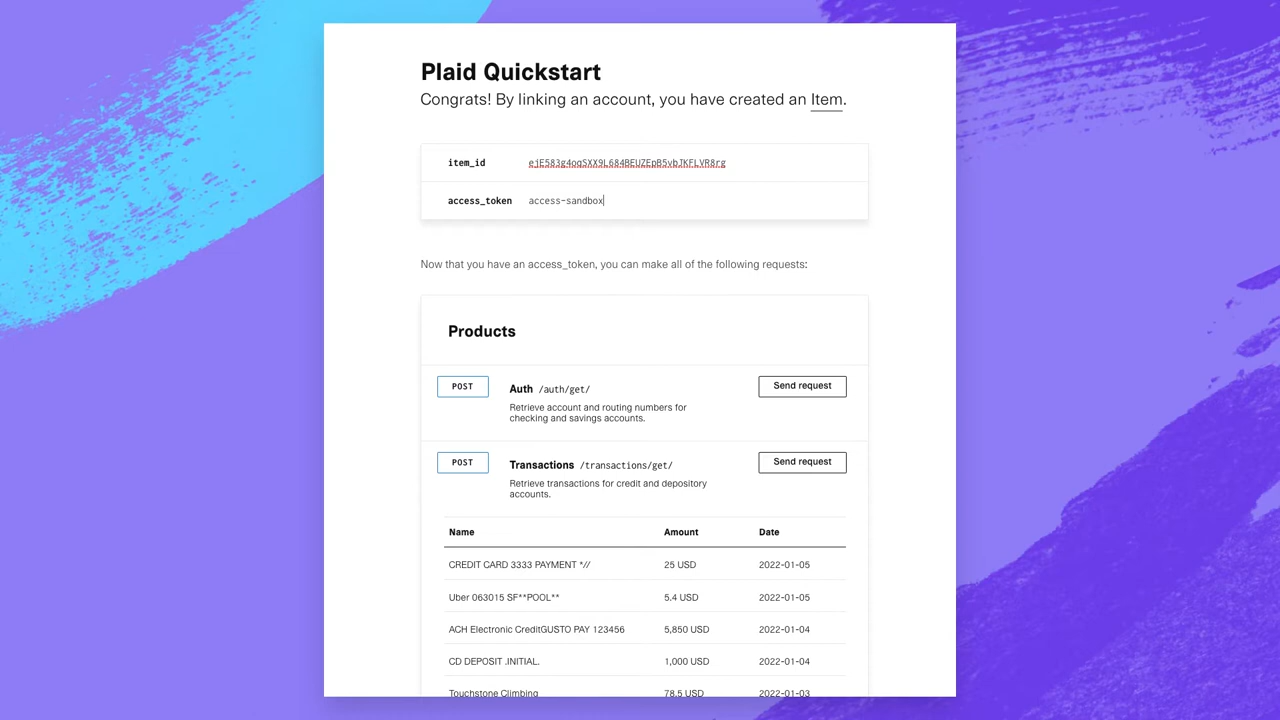 Plaid Quickstart
Congrats! By linking an account, you have created an Item.
item_id ejE583g4oqSXX9L684BEUZEpB5vbJKFLVR8rg
access_token access-sandbox
Now that you have an access_token, you can make all of the following requests:
Products
POST Auth /auth/get/ Send request
Retrieve account and routing numbers for
checking and savings accounts.
POST Transactions /transactions/get/ Send request
Retrieve transactions for credit and depository
accounts.
Name Amount Date
CREDIT CARD 3333 PAYMENT *// 25 USD 2022-01-05
Uber 063015 SF**POOL** 5.4 USD 2022-01-05
ACH Electronic CreditGUSTO PAY 123456 5,850 USD 2022-01-04
CD DEPOSIT .INITIAL. 1,000 USD 2022-01-04
Touchstone Climbing 78.5 USD 2022-01-03